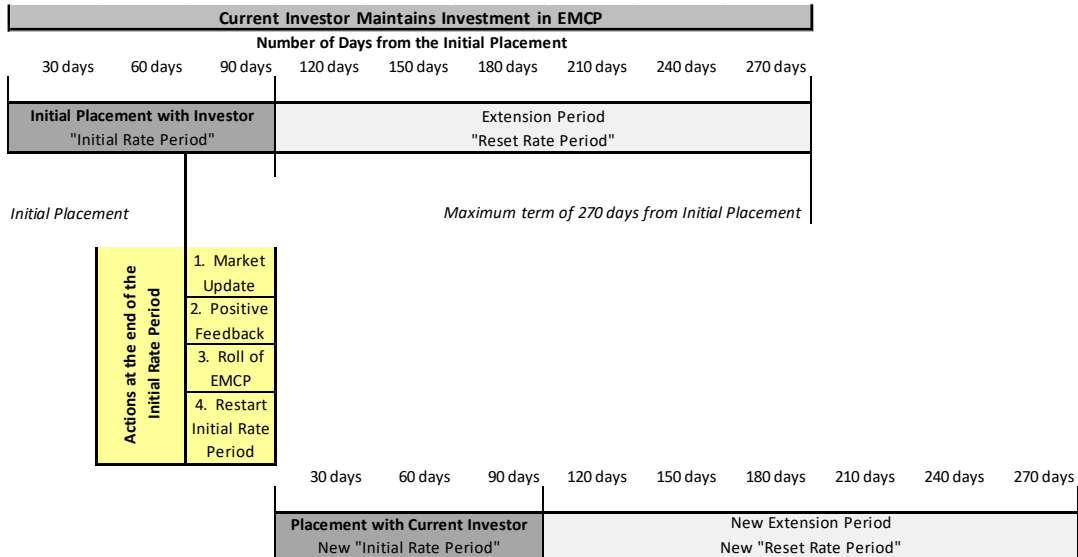 Current Investor Maintains Investment in EMCP
Number of Days from the Initial Placement
30 days 60 days 90 days 120 days 150 days 180 days 210 days 240 days 270 days
Initial Placement with Investor
"Initial Rate Period"
Extension Period
"Reset Rate Period"
Initial Placement
Maximum term of 270 days from Initial Placement
Actions at the end of the
Initial Rate Period
1. Market
Update
2. Positive
Feedback
3. Roll of
EMCP
4. Restart
Initial Rate
Period
30 days 60 days 90 days 120 days 150 days 180 days 210 days 240 days 270 days
Placement with Current Investor
New "Initial Rate Period"
New Extension Period
New "Reset Rate Period"